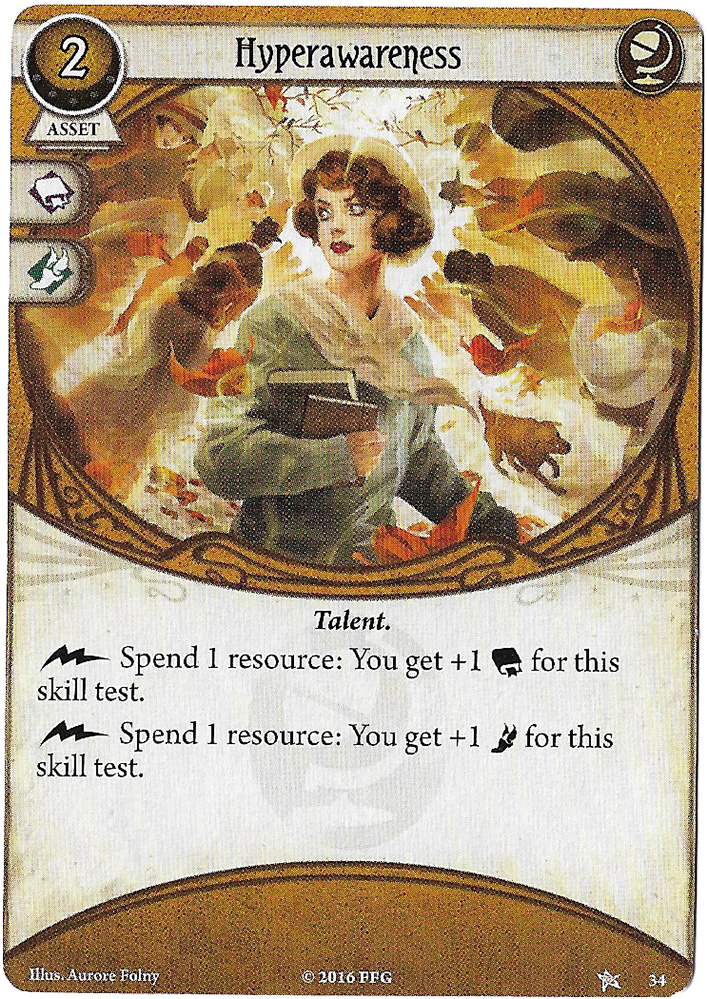 2
Hyperawareness
ASSET
Talent.
Spend 1 resource: You get +1 for this
skill test.
Spend 1 resource: You get +1 for this
skill test.
Illus. Aurore Folny
© 2016 FFG
34